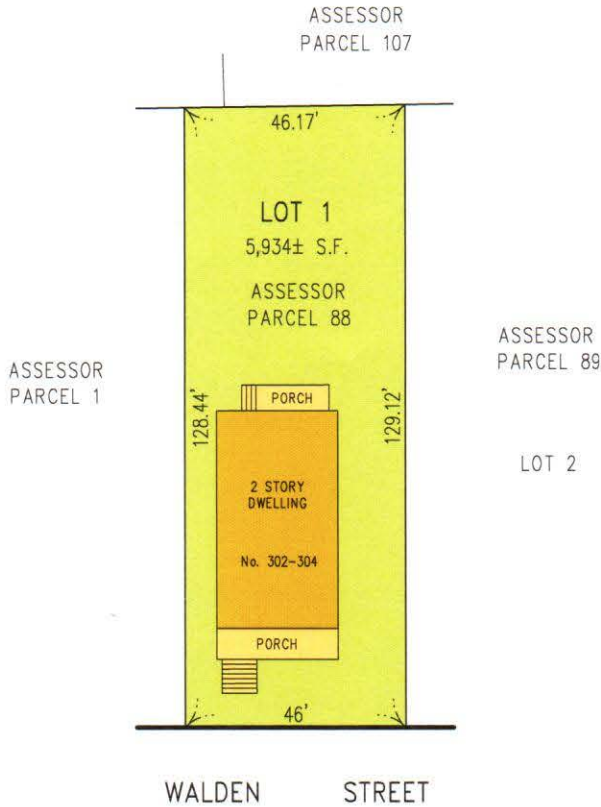 ASSESSOR
PARCEL 107
46.17'
LOT 1
5,934± S.F.
ASSESSOR
PARCEL 88
ASSESSOR
PARCEL 89
ASSESSOR
PARCEL 1
128.44'
129.12'
PORCH
LOT 2
2 STORY
DWELLING
No. 302-304
PORCH
46'
WALDEN STREET